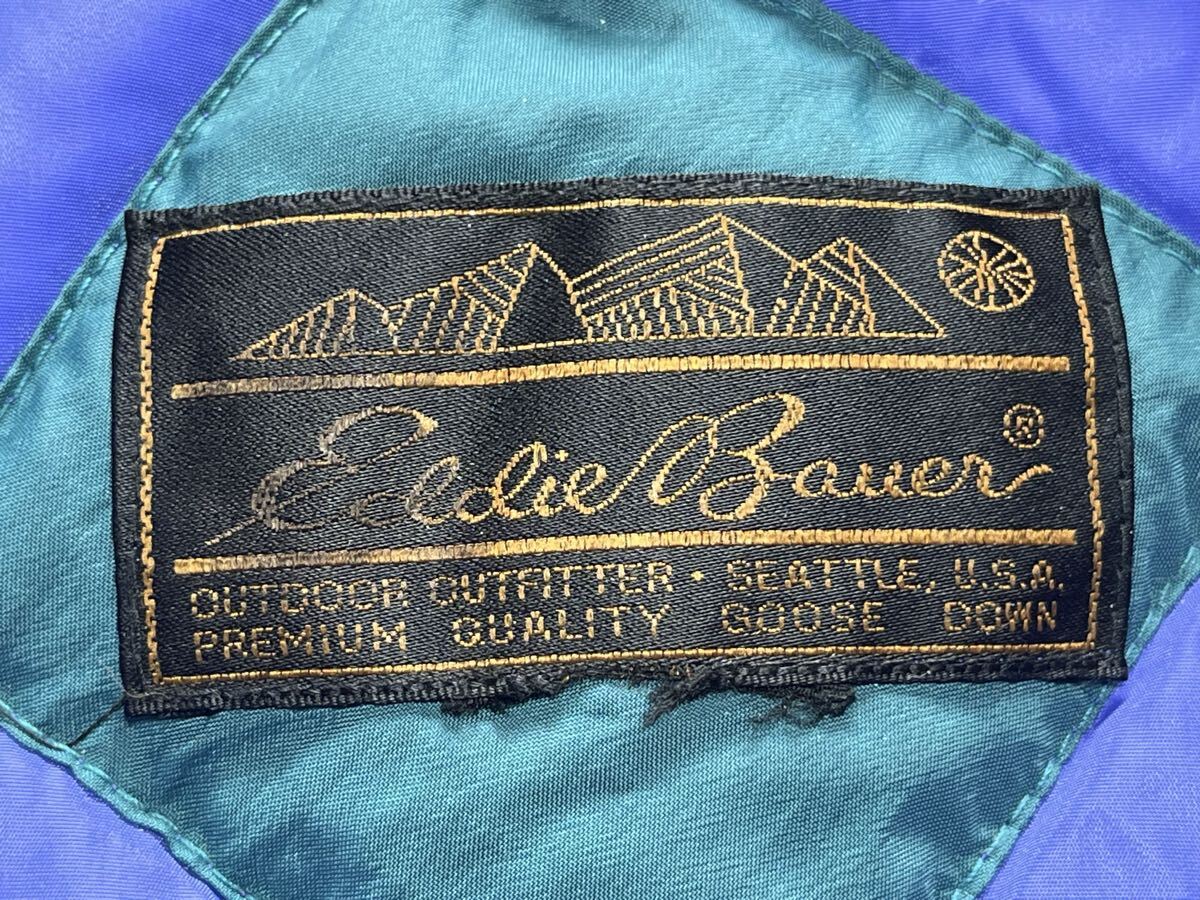 Eddie Bauer®
OUTDOOR OUTFITTER · SEATTLE, U.S.A.
PREMIUM QUALITY GOOSE DOWN